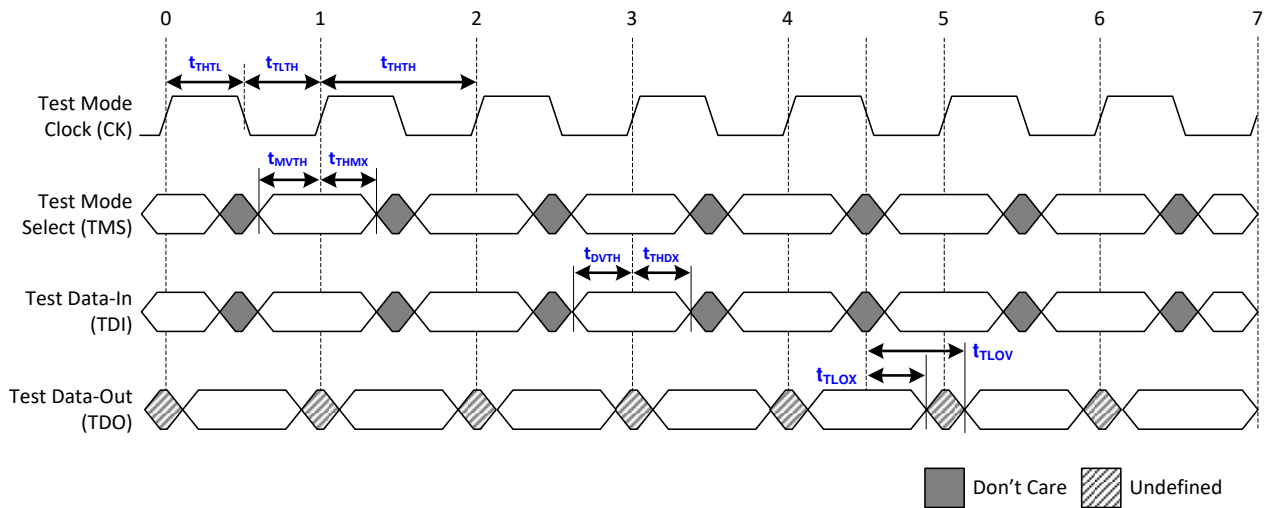 0 1 2 3 4 5 6 7
tTHTL tTLTH tTHTH
Test Mode
Clock (CK)
tMVTH tTHMX
Test Mode
Select (TMS)
tDVTH tTHDX
Test Data-In
(TDI)
tTLOV
tTLOX
Test Data-Out
(TDO)
Don't Care Undefined